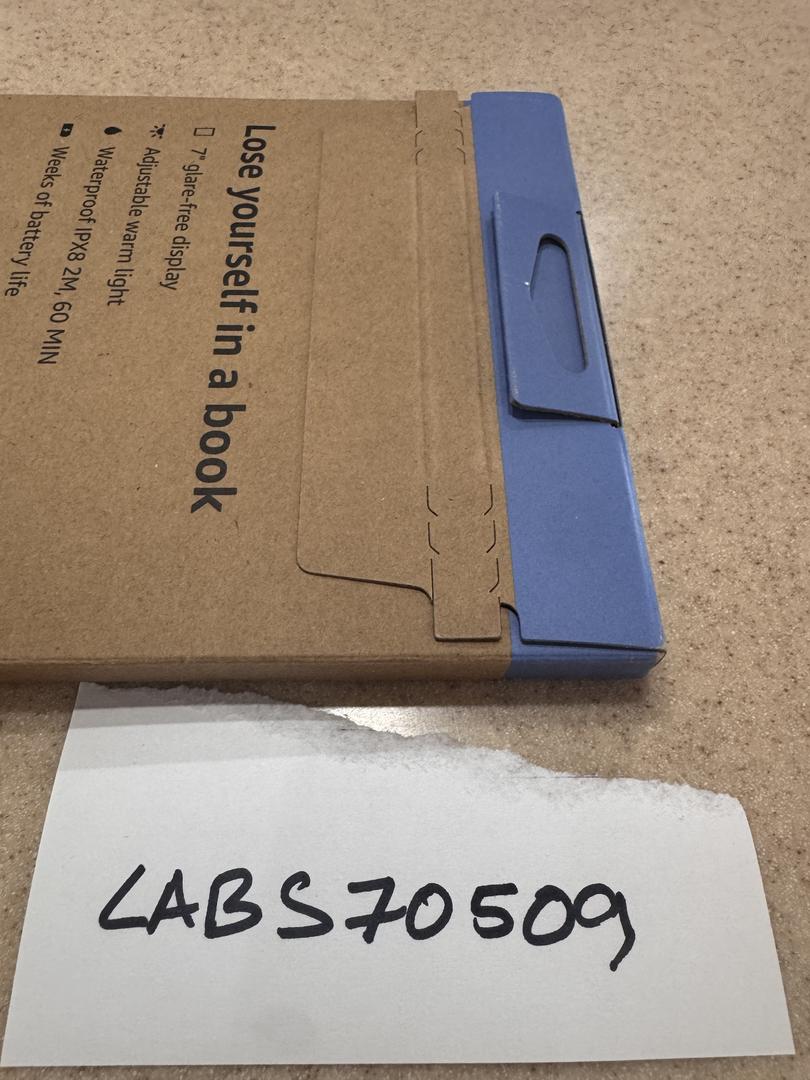 Lose yourself in a book
7" glare-free display
Adjustable warm light
Waterproof IPX8 2M, 60 MIN
Weeks of battery life
LABS70509